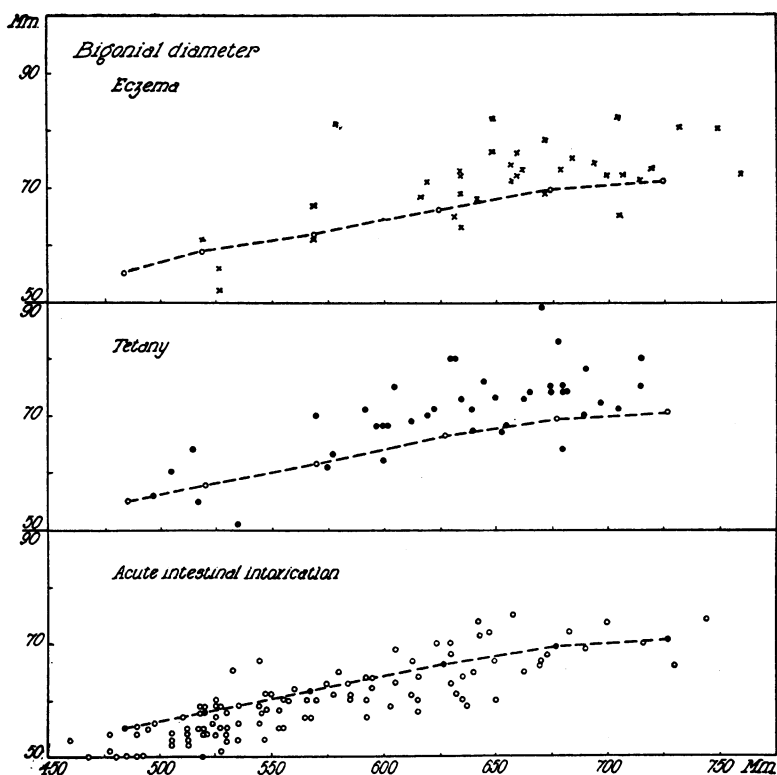 Mm.
Bigonial diameter
Eczema
90
70
50
90
Tetany
70
50
90
Acute intestinal intoxication
70
50
450 500 550 600 650 700 750 Mm.